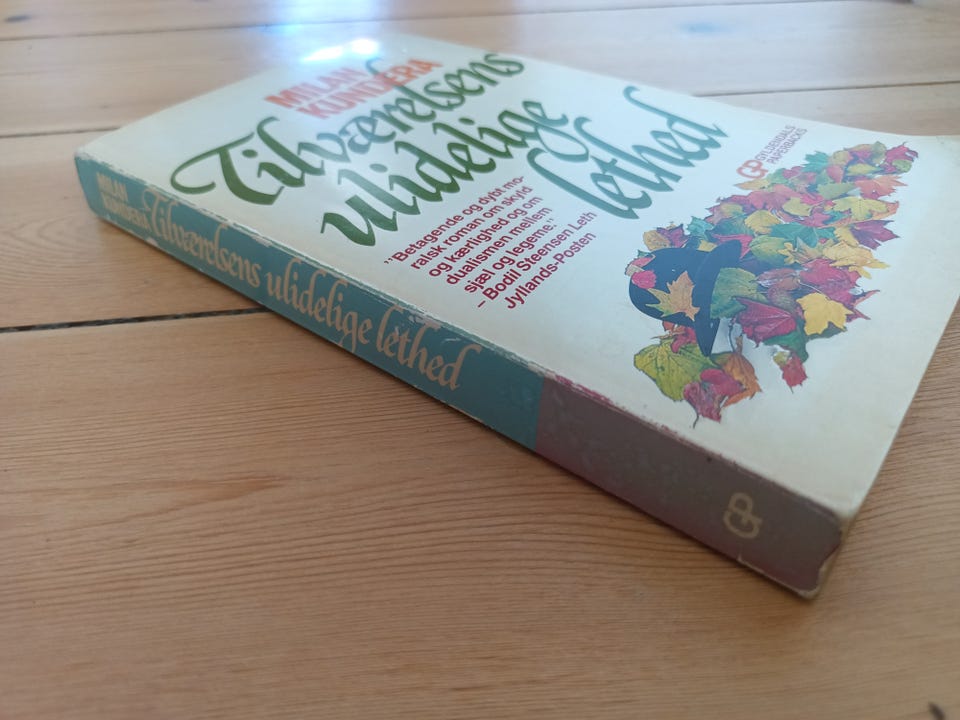 MILAN
KUNDERA
Tilværelsens
ulidelige
lethed
"Betagende og dybt mo-
ralsk roman om skyld
og kærlighed og om
dualismen mellem
sjæl og legeme."
– Bodil Steensen Leth
Jyllands-Posten
GP GYLDENDALS
PAPERBACKS
MILAN
KUNDERA Tilværelsens ulidelige lethed
GP